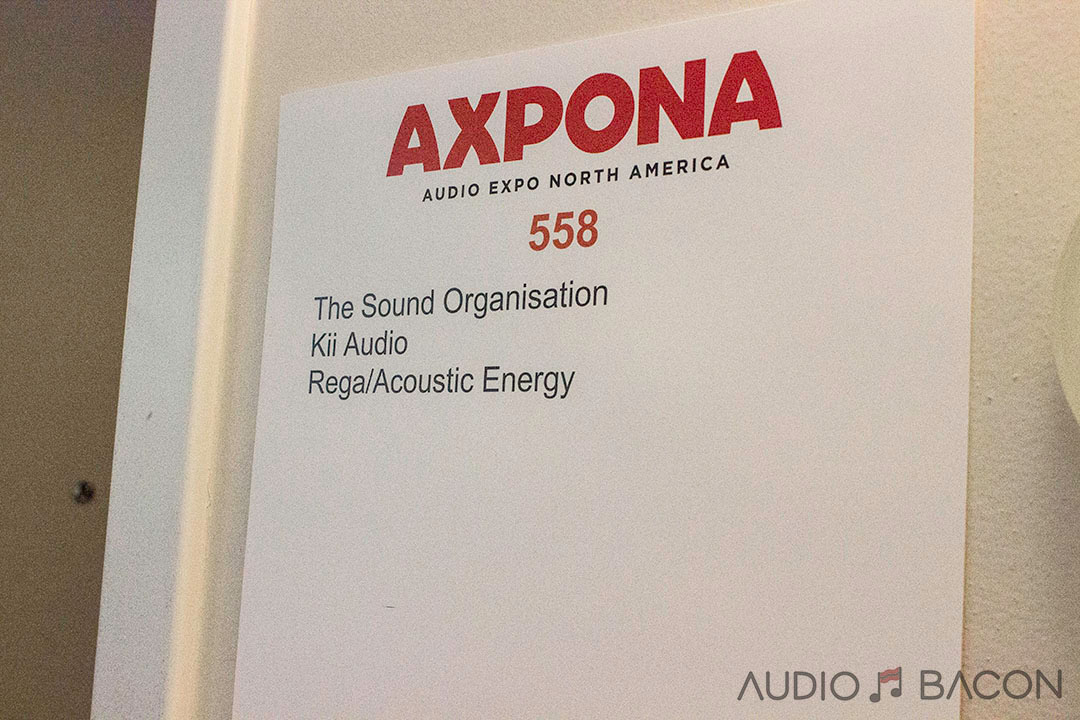 AXPONA
AUDIO EXPO NORTH AMERICA
558
The Sound Organisation
Kii Audio
Rega/Acoustic Energy
AUDIO BACON